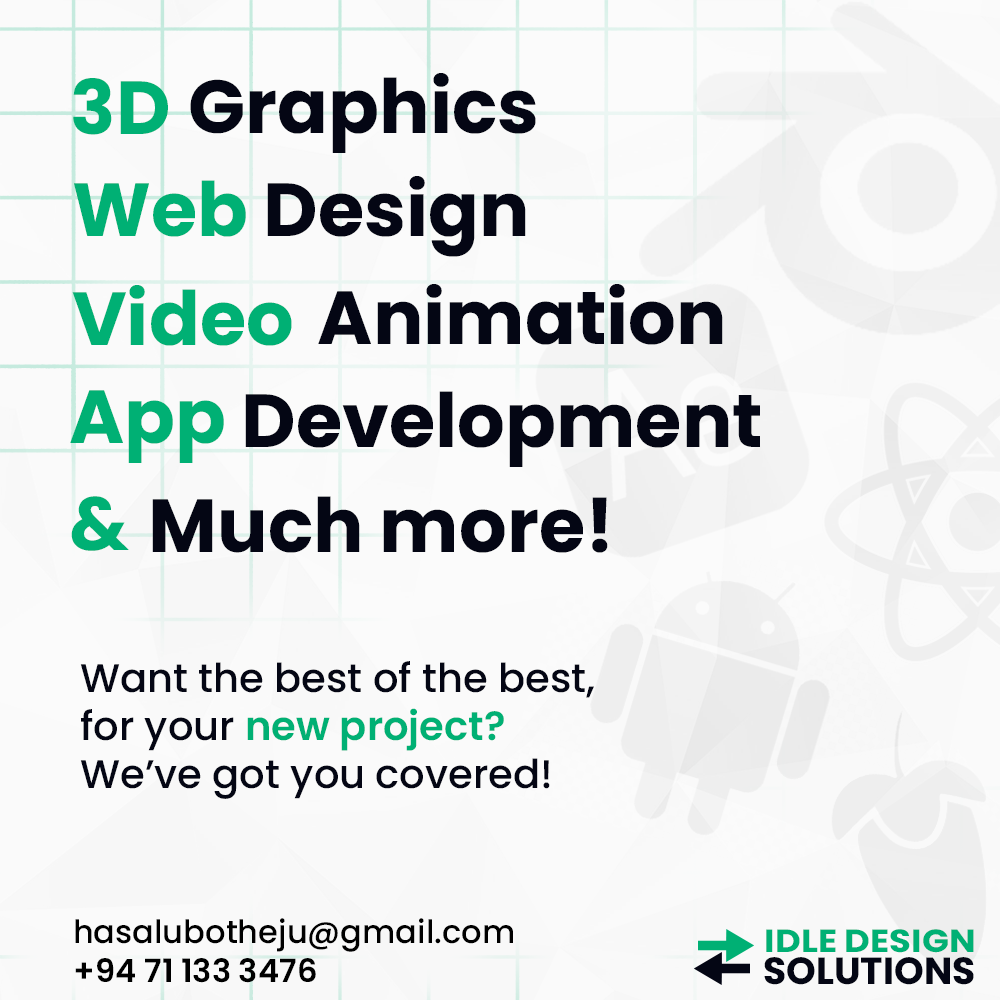 3D Graphics
Web Design
Video Animation
App Development
& Much more!
Want the best of the best,
for your new project?
We’ve got you covered!
hasalubotheju@gmail.com
+94 71 133 3476
IDLE DESIGN
SOLUTIONS